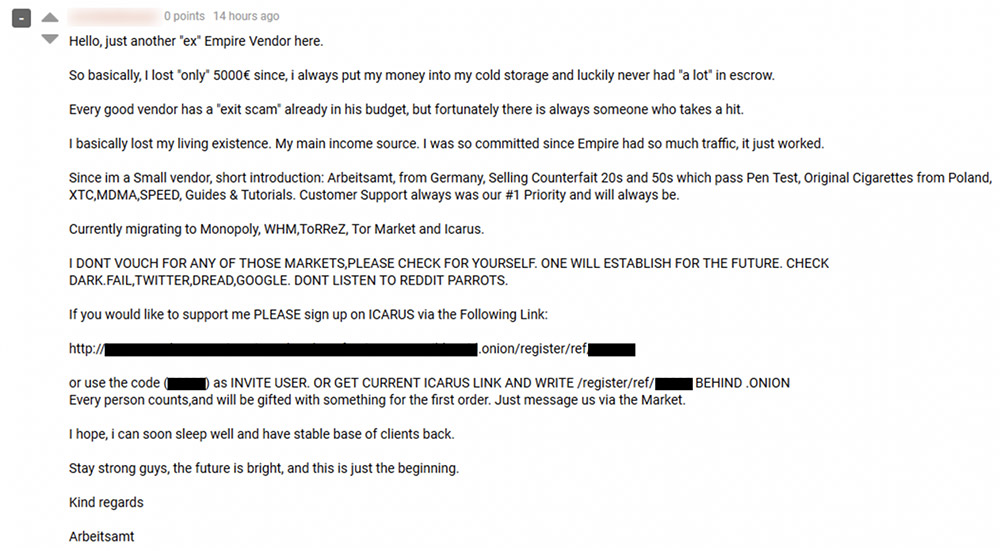 0 points 14 hours ago
Hello, just another "ex" Empire Vendor here.
So basically, I lost "only" 5000€ since, i always put my money into my cold storage and luckily never had "a lot" in escrow.
Every good vendor has a "exit scam" already in his budget, but fortunately there is always someone who takes a hit.
I basically lost my living existence. My main income source. I was so committed since Empire had so much traffic, it just worked.
Since im a Small vendor, short introduction: Arbeitsamt, from Germany, Selling Counterfait 20s and 50s which pass Pen Test, Original Cigarettes from Poland,
XTC,MDMA,SPEED, Guides & Tutorials. Customer Support always was our #1 Priority and will always be.
Currently migrating to Monopoly, WHM,ToRReZ, Tor Market and Icarus.
I DONT VOUCH FOR ANY OF THOSE MARKETS,PLEASE CHECK FOR YOURSELF. ONE WILL ESTABLISH FOR THE FUTURE. CHECK
DARK.FAIL,TWITTER,DREAD,GOOGLE. DONT LISTEN TO REDDIT PARROTS.
If you would like to support me PLEASE sign up on ICARUS via the Following Link:
http:// .onion/register/ref/
or use the code ( ) as INVITE USER. OR GET CURRENT ICARUS LINK AND WRITE /register/ref/ BEHIND .ONION
Every person counts,and will be gifted with something for the first order. Just message us via the Market.
I hope, i can soon sleep well and have stable base of clients back.
Stay strong guys, the future is bright, and this is just the beginning.
Kind regards
Arbeitsamt